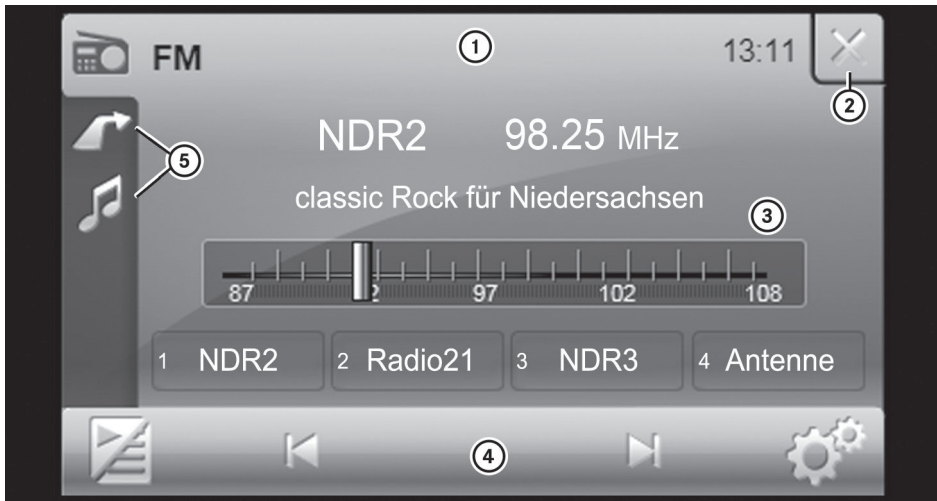 FM
1
13:11
2
5
NDR2 98.25 MHz
classic Rock für Niedersachsen
3
87 2 97 102 108
1 NDR2
2 Radio21
3 NDR3
4 Antenne
4